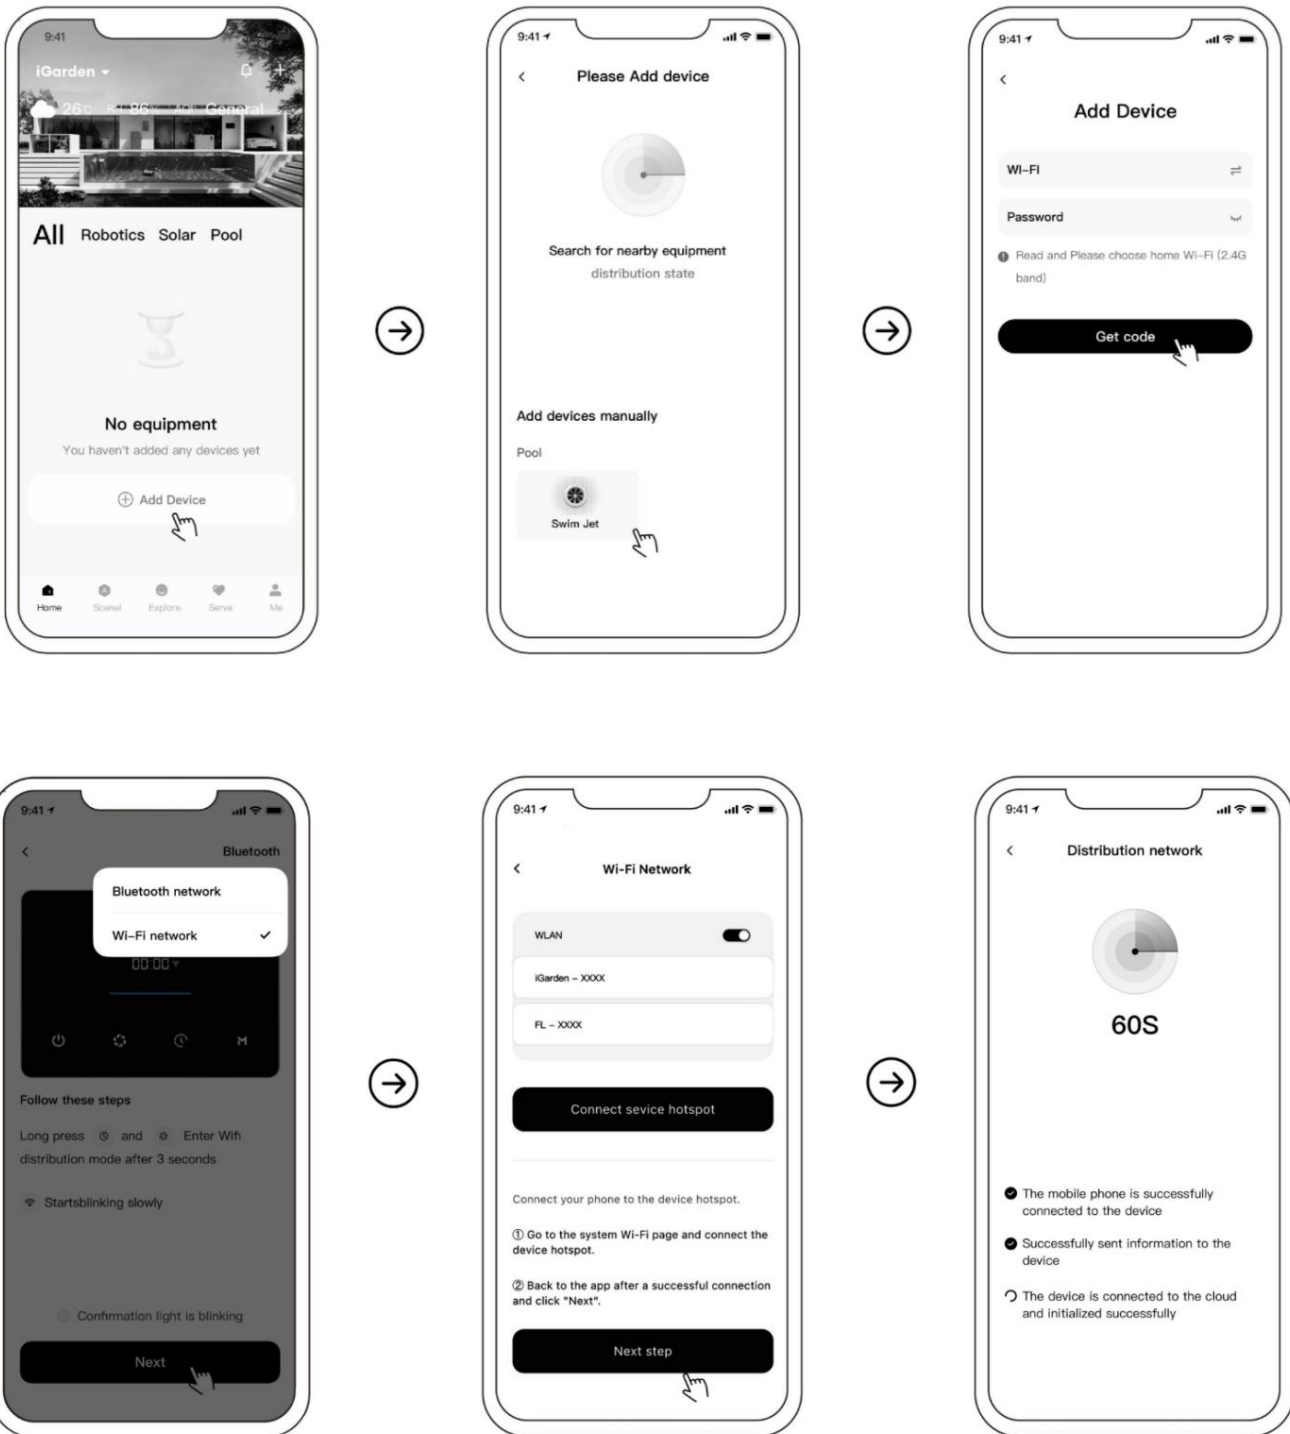 9:41
iGarden
26°C RH 86% AQI General
All Robotics Solar Pool
No equipment
You haven't added any devices yet
Add Device
Home Scenal Explore Serve Me
9:41
Please Add device
Search for nearby equipment
distribution state
Add devices manually
Pool
Swim Jet
9:41
Add Device
WI-FI
Password
Read and Please choose home Wi-Fi (2.4G
band)
Get code
9:41
Bluetooth
Bluetooth network
Wi-Fi network
00:00
M
Follow these steps
Long press and Enter Wifi
distribution mode after 3 seconds
Startsblinking slowly
Confirmation light is blinking
Next
9:41
Wi-Fi Network
WLAN
iGarden - XXXX
FL - XXXX
Connect sevice hotspot
Connect your phone to the device hotspot.
① Go to the system Wi-Fi page and connect the
device hotspot.
② Back to the app after a successful connection
and click "Next".
Next step
9:41
Distribution network
60S
The mobile phone is successfully
connected to the device
Successfully sent information to the
device
The device is connected to the cloud
and initialized successfully